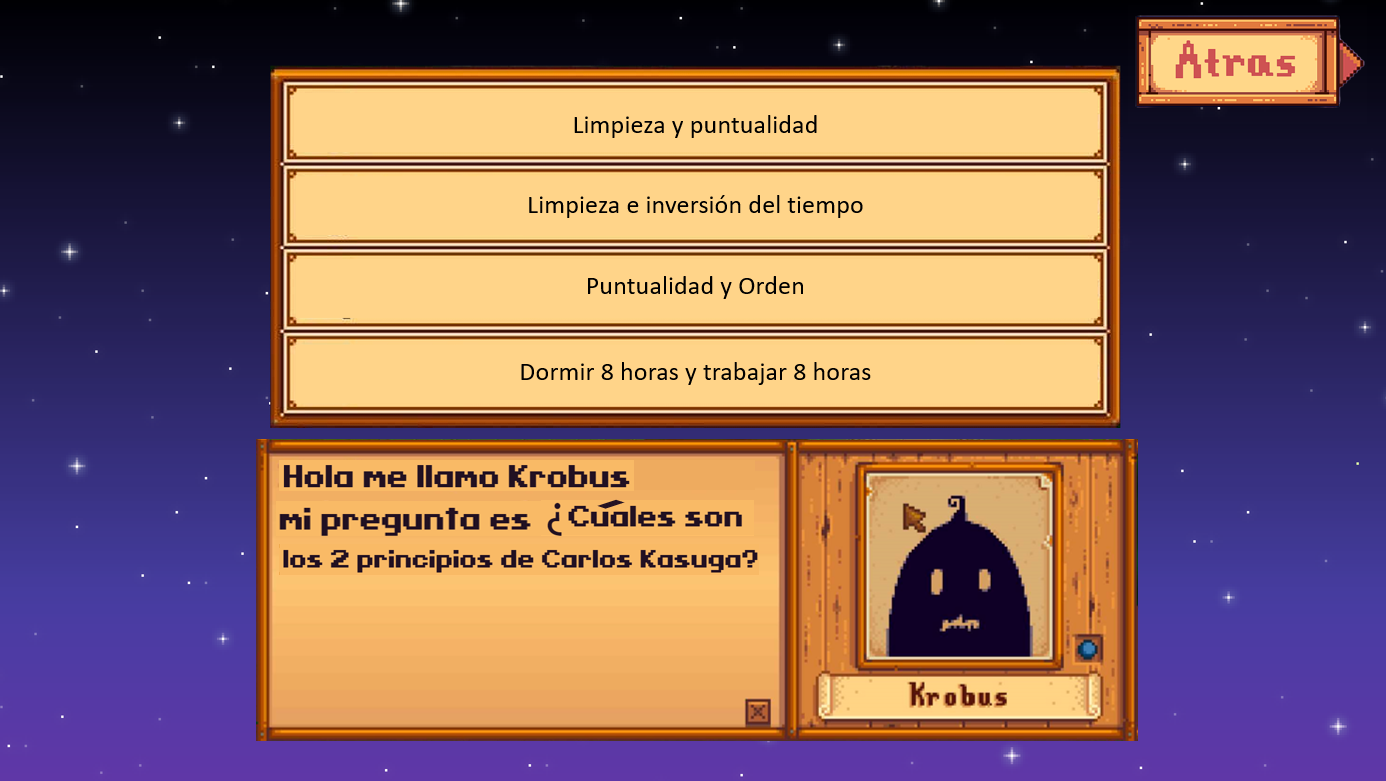 Atras
Limpieza y puntualidad
Limpieza e inversión del tiempo
Puntualidad y Orden
Dormir 8 horas y trabajar 8 horas
Hola me llamo Krobus
mi pregunta es ¿Cuáles son
los 2 principios de Carlos Kasuga?
Krobus